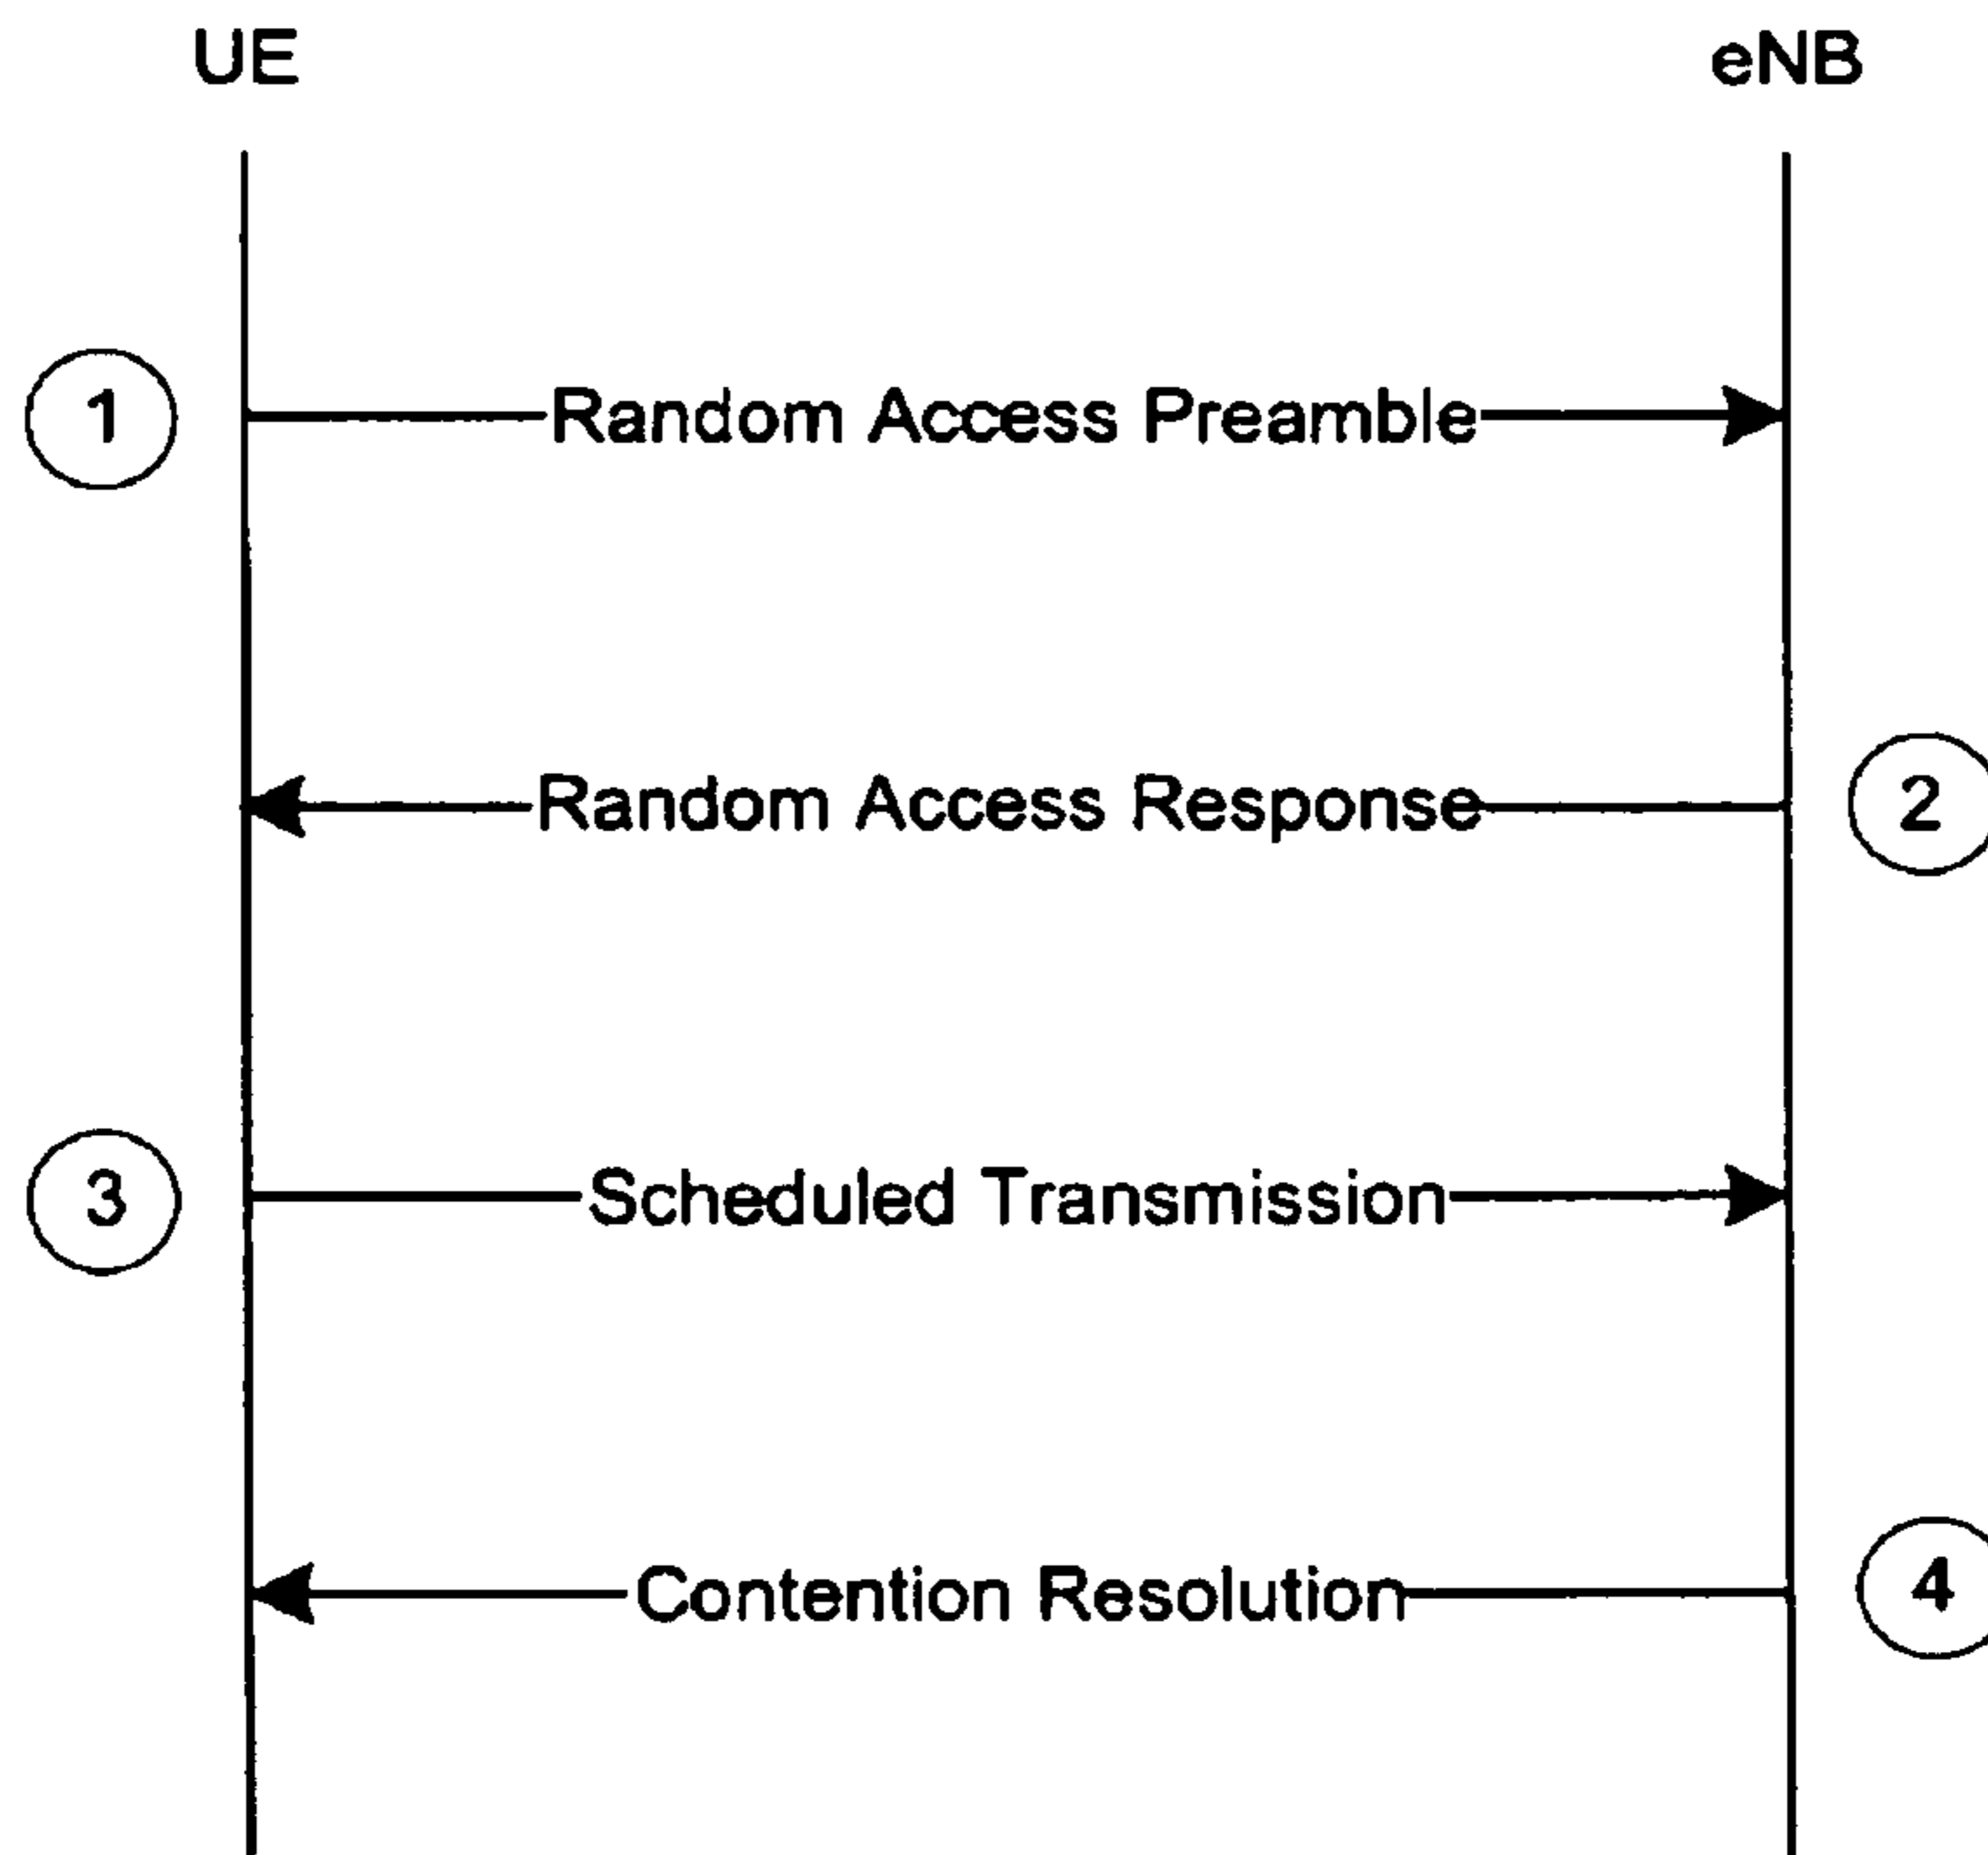 UE
eNB
1
Random Access Preamble
Random Access Response
2
3
Scheduled Transmission
Contention Resolution
4